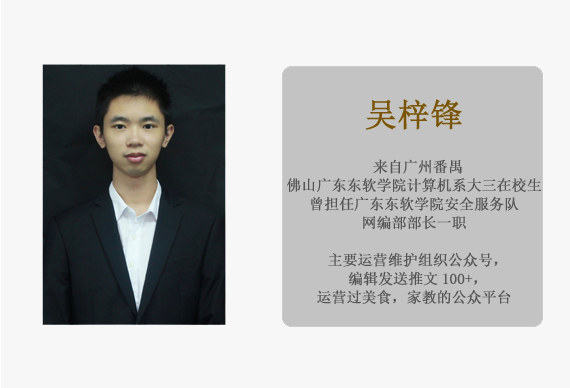 吴梓锋
来自广州番禺
佛山广东东软学院计算机系大三在校生
曾担任广东东软学院安全服务队
网编部部长一职
主要运营维护组织公众号，
编辑发送推文 100+，
运营过美食，家教的公众平台